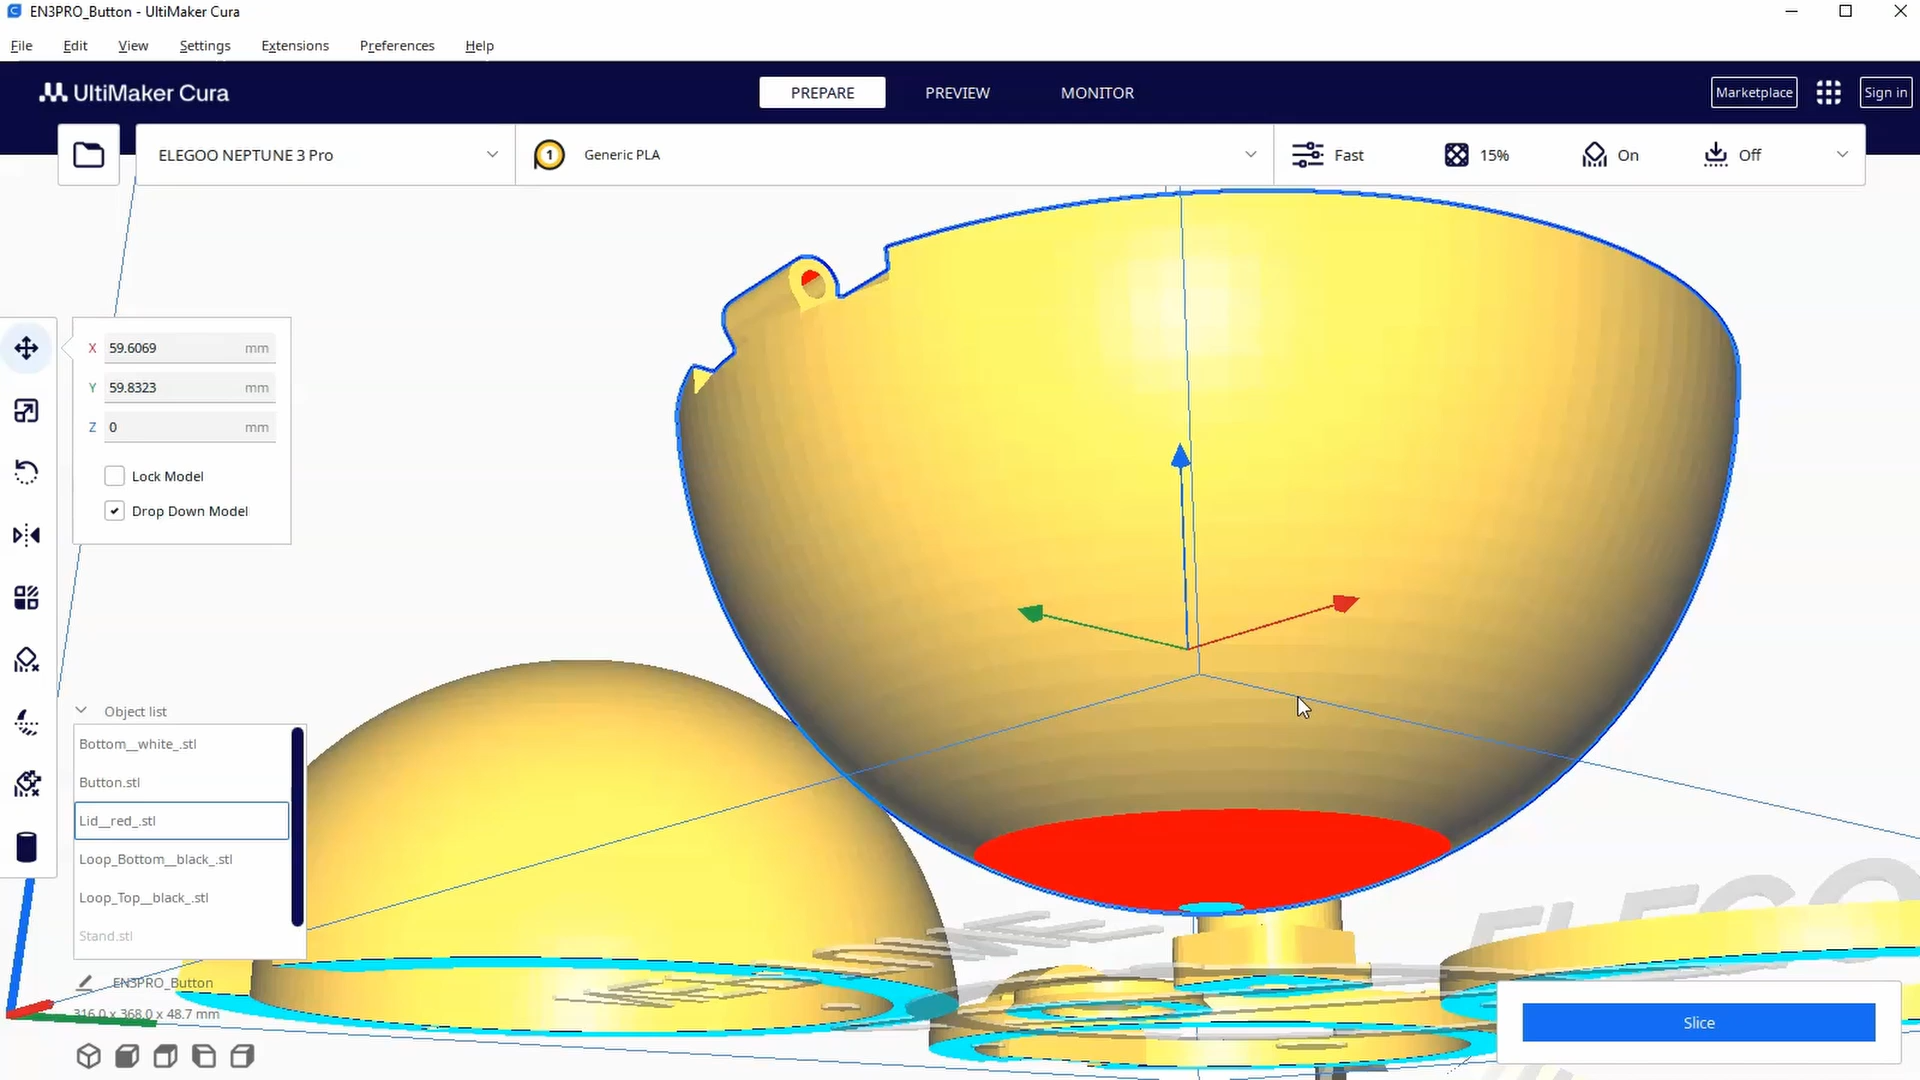 EN3PRO_Button - UltiMaker Cura
File Edit View Settings Extensions Preferences Help
UltiMaker Cura PREPARE PREVIEW MONITOR Marketplace Sign in
ELEGOO NEPTUNE 3 Pro 1 Generic PLA Fast 15% On Off
X 59.6069 mm
Y 59.8323 mm
Z 0 mm
Lock Model
Drop Down Model
Object list
Bottom__white_.stl
Button.stl
Lid__red_.stl
Loop_Bottom__black_.stl
Loop_Top__black_.stl
Stand.stl
EN3PRO_Button
316.0 x 368.0 x 48.7 mm
Slice